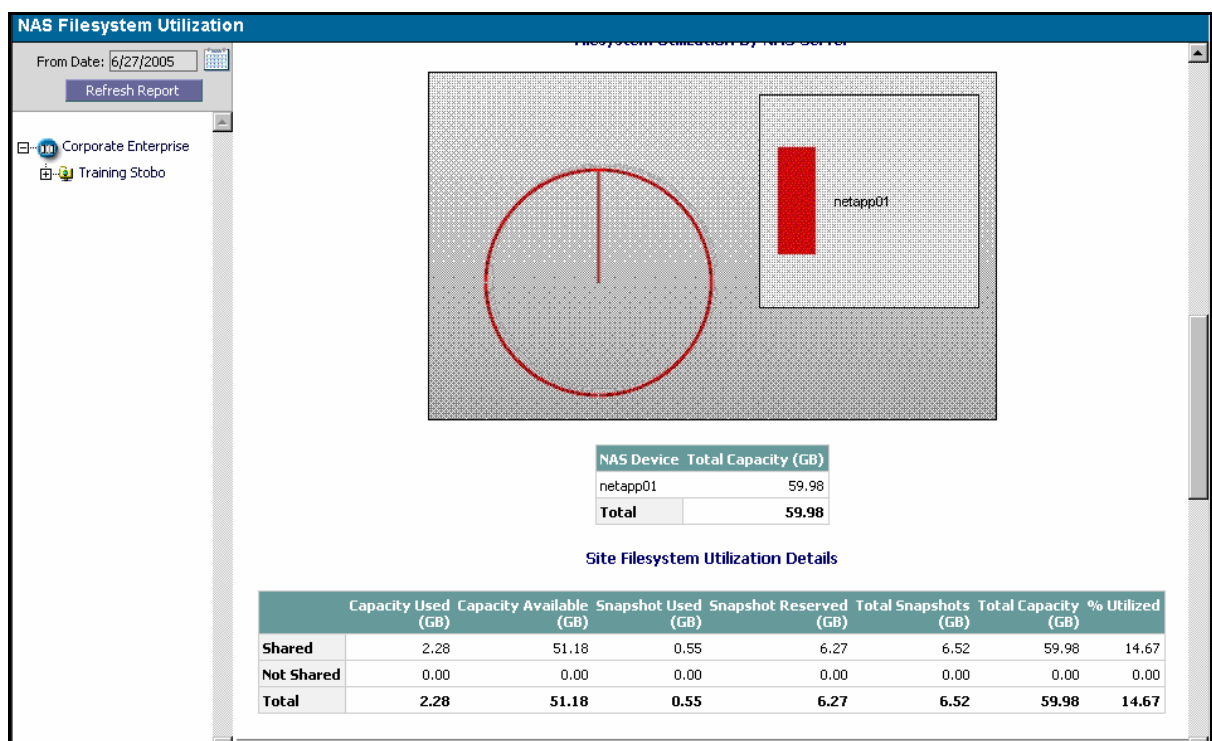 NAS Filesystem Utilization
From Date: 6/27/2005
Refresh Report
Corporate Enterprise
Training Stobo
Filesystem Utilization By NAS Server
netapp01
NAS Device Total Capacity (GB)
netapp01 59.98
Total 59.98
Site Filesystem Utilization Details
Capacity Used (GB) Capacity Available (GB) Snapshot Used (GB) Snapshot Reserved (GB) Total Snapshots (GB) Total Capacity (GB) % Utilized
Shared 2.28 51.18 0.55 6.27 6.52 59.98 14.67
Not Shared 0.00 0.00 0.00 0.00 0.00 0.00 0.00
Total 2.28 51.18 0.55 6.27 6.52 59.98 14.67